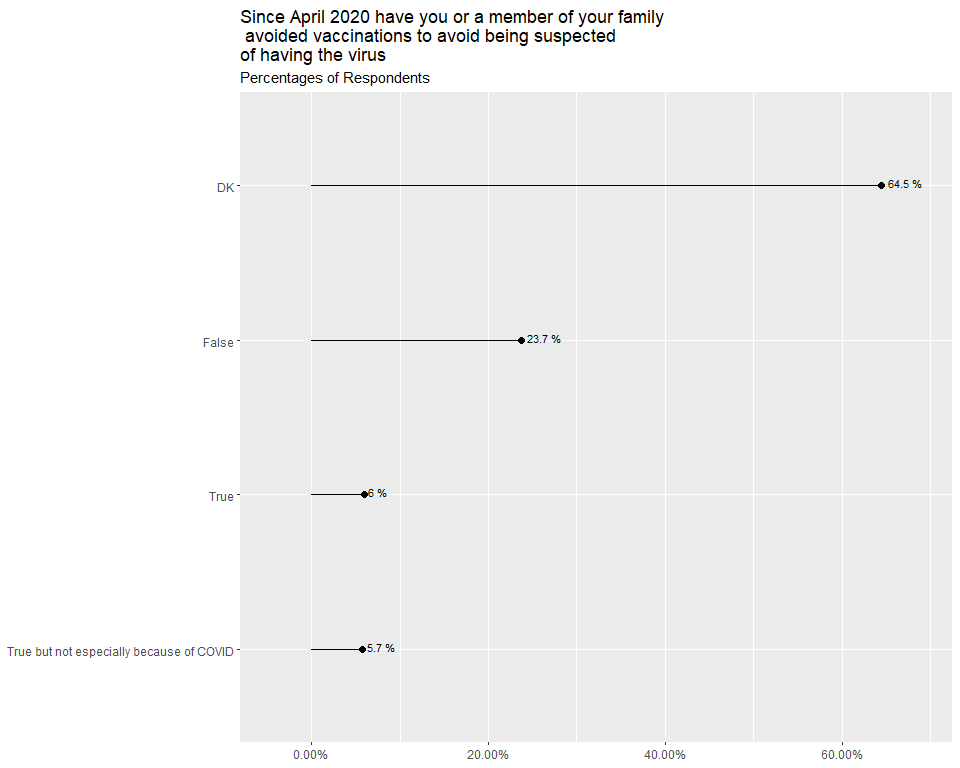 Since April 2020 have you or a member of your family
avoided vaccinations to avoid being suspected
of having the virus
Percentages of Respondents
DK
64.5 %
False
23.7 %
True
6 %
True but not especially because of COVID
5.7 %
0.00%
20.00%
40.00%
60.00%